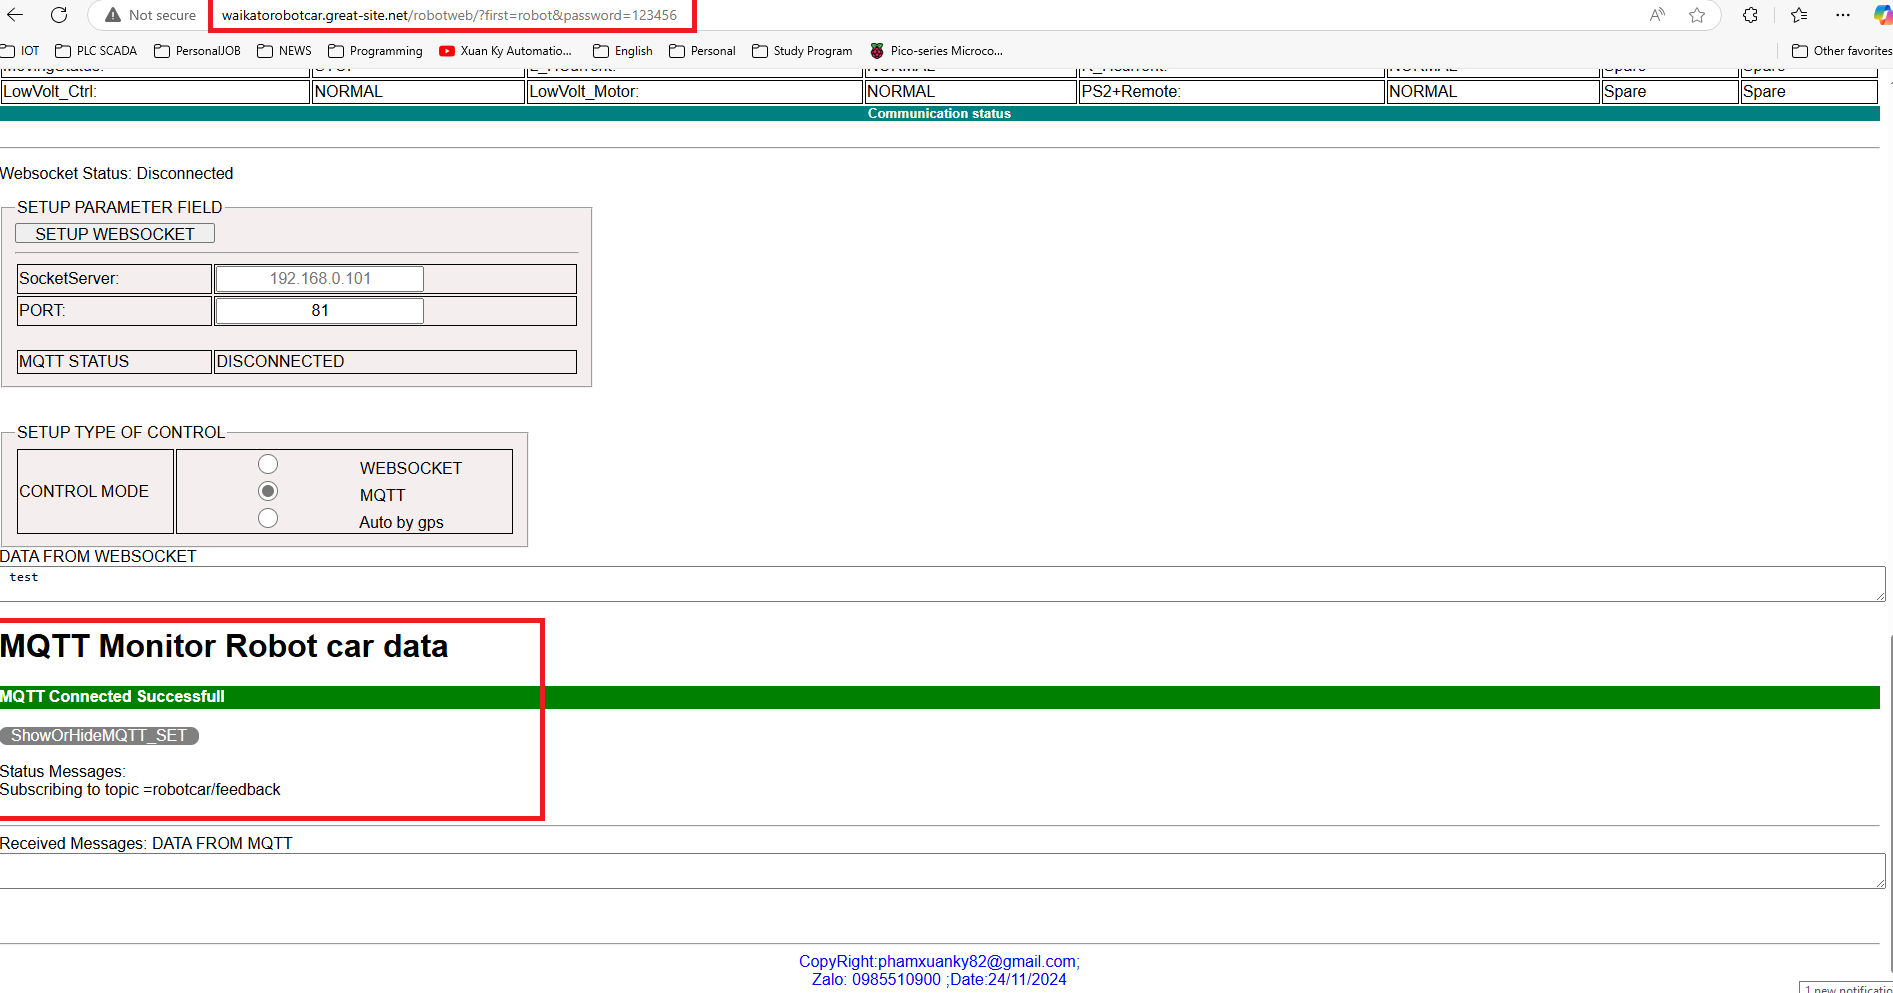 Not secure waikatorobotcar.great-site.net/robotweb/?first=robot&password=123456
IOT PLC SCADA PersonalJOB NEWS Programming Xuan Ky Automatio... English Personal Study Program Pico-series Microco... Other favorites
LowVolt_Ctrl: NORMAL LowVolt_Motor: NORMAL PS2+Remote: NORMAL Spare Spare
Communication status
Websocket Status: Disconnected
SETUP PARAMETER FIELD
SETUP WEBSOCKET
SocketServer: 192.168.0.101
PORT: 81
MQTT STATUS DISCONNECTED
SETUP TYPE OF CONTROL
CONTROL MODE
WEBSOCKET
MQTT
Auto by gps
DATA FROM WEBSOCKET
test
MQTT Monitor Robot car data
MQTT Connected Successfull
ShowOrHideMQTT_SET
Status Messages:
Subscribing to topic =robotcar/feedback
Received Messages: DATA FROM MQTT
CopyRight:phamxuanky82@gmail.com;
Zalo: 0985510900 ;Date:24/11/2024
1 new notificatio